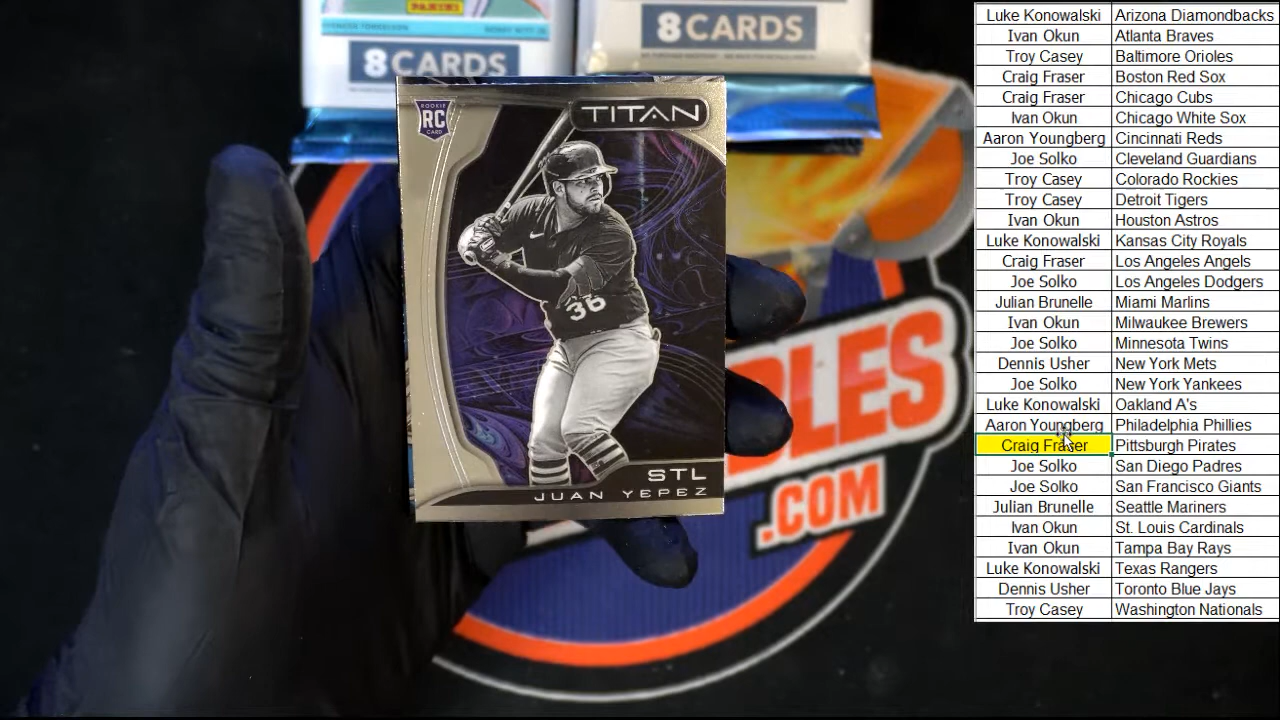 PANINI
8 CARDS
8 CARDS
ROOKIE
RC
CARD
TITAN
36
STL
JUAN YEPEZ
BLES
.COM
Luke Konowalski Arizona Diamondbacks
Ivan Okun Atlanta Braves
Troy Casey Baltimore Orioles
Craig Fraser Boston Red Sox
Craig Fraser Chicago Cubs
Ivan Okun Chicago White Sox
Aaron Youngberg Cincinnati Reds
Joe Solko Cleveland Guardians
Troy Casey Colorado Rockies
Troy Casey Detroit Tigers
Ivan Okun Houston Astros
Luke Konowalski Kansas City Royals
Craig Fraser Los Angeles Angels
Joe Solko Los Angeles Dodgers
Julian Brunelle Miami Marlins
Ivan Okun Milwaukee Brewers
Joe Solko Minnesota Twins
Dennis Usher New York Mets
Joe Solko New York Yankees
Luke Konowalski Oakland A's
Aaron Youngberg Philadelphia Phillies
Craig Fraser Pittsburgh Pirates
Joe Solko San Diego Padres
Joe Solko San Francisco Giants
Julian Brunelle Seattle Mariners
Ivan Okun St. Louis Cardinals
Ivan Okun Tampa Bay Rays
Luke Konowalski Texas Rangers
Dennis Usher Toronto Blue Jays
Troy Casey Washington Nationals